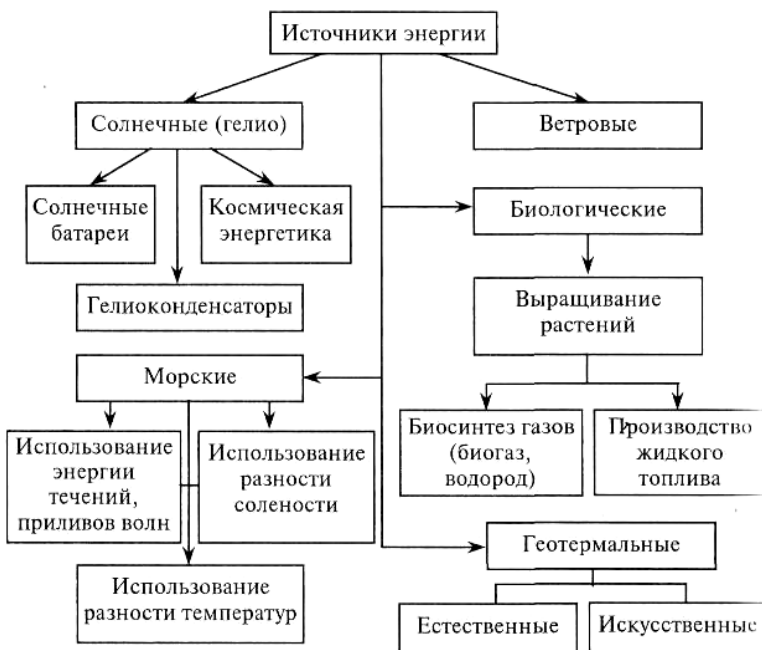 Источники энергии
Солнечные (гелио)
Ветровые
Солнечные
батареи
Космическая
энергетика
Биологические
Гелиоконденсаторы
Выращивание
растений
Морские
Биосинтез газов
(биогаз,
водород)
Производство
жидкого
топлива
Использование
энергии
течений,
приливов волн
Использование
разности
солености
Геотермальные
Использование
разности температур
Естественные
Искусственные